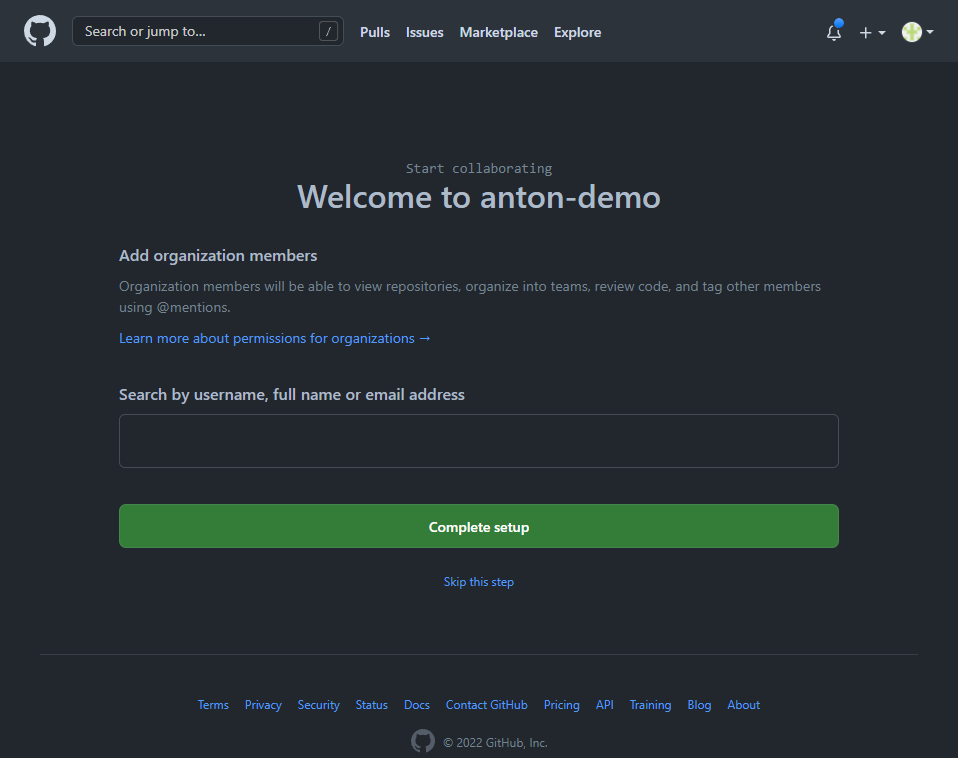 Search or jump to... /
Pulls Issues Marketplace Explore
Start collaborating
Welcome to anton-demo
Add organization members
Organization members will be able to view repositories, organize into teams, review code, and tag other members
using @mentions.
Learn more about permissions for organizations →
Search by username, full name or email address
Complete setup
Skip this step
Terms Privacy Security Status Docs Contact GitHub Pricing API Training Blog About
© 2022 GitHub, Inc.